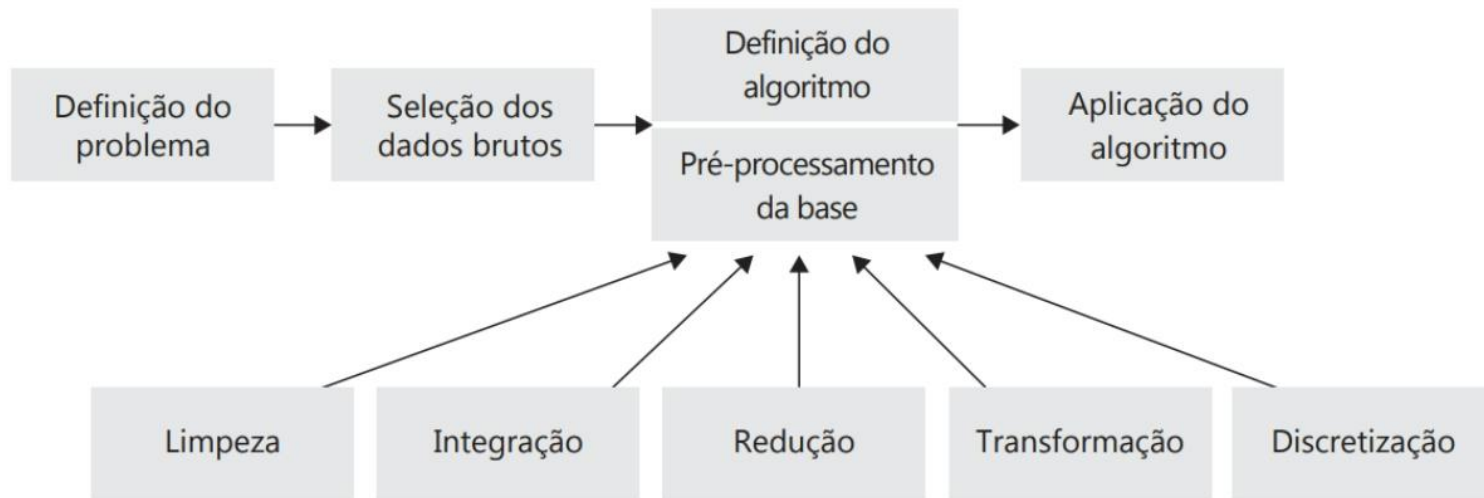 Definição do
problema
Seleção dos
dados brutos
Definição do
algoritmo
Pré-processamento
da base
Aplicação do
algoritmo
Limpeza
Integração
Redução
Transformação
Discretização